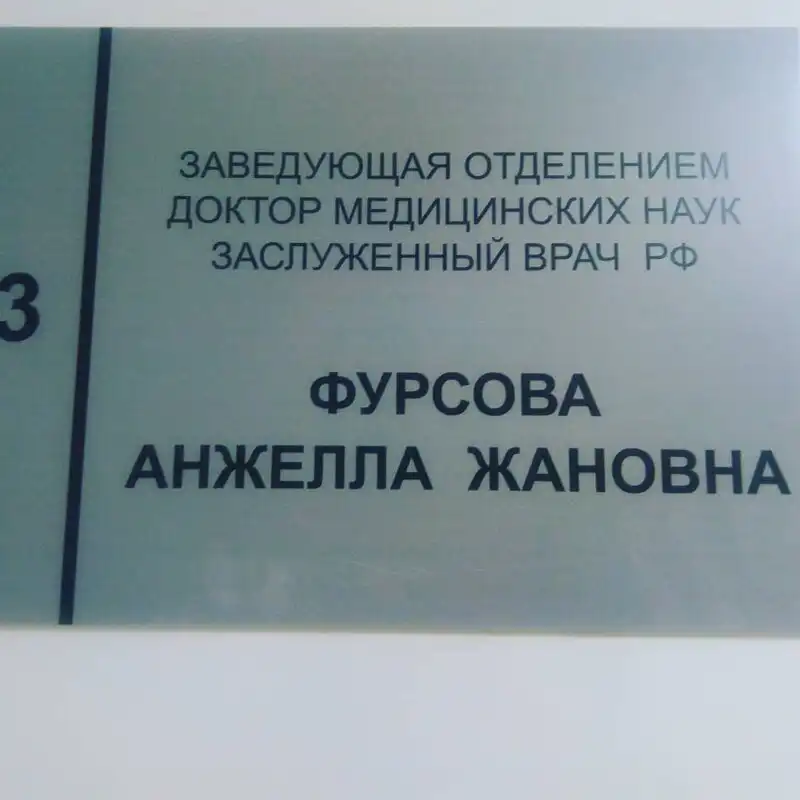 3
ЗАВЕДУЮЩАЯ ОТДЕЛЕНИЕМ
ДОКТОР МЕДИЦИНСКИХ НАУК
ЗАСЛУЖЕННЫЙ ВРАЧ РФ
ФУРСОВА
АНЖЕЛЛА ЖАНОВНА